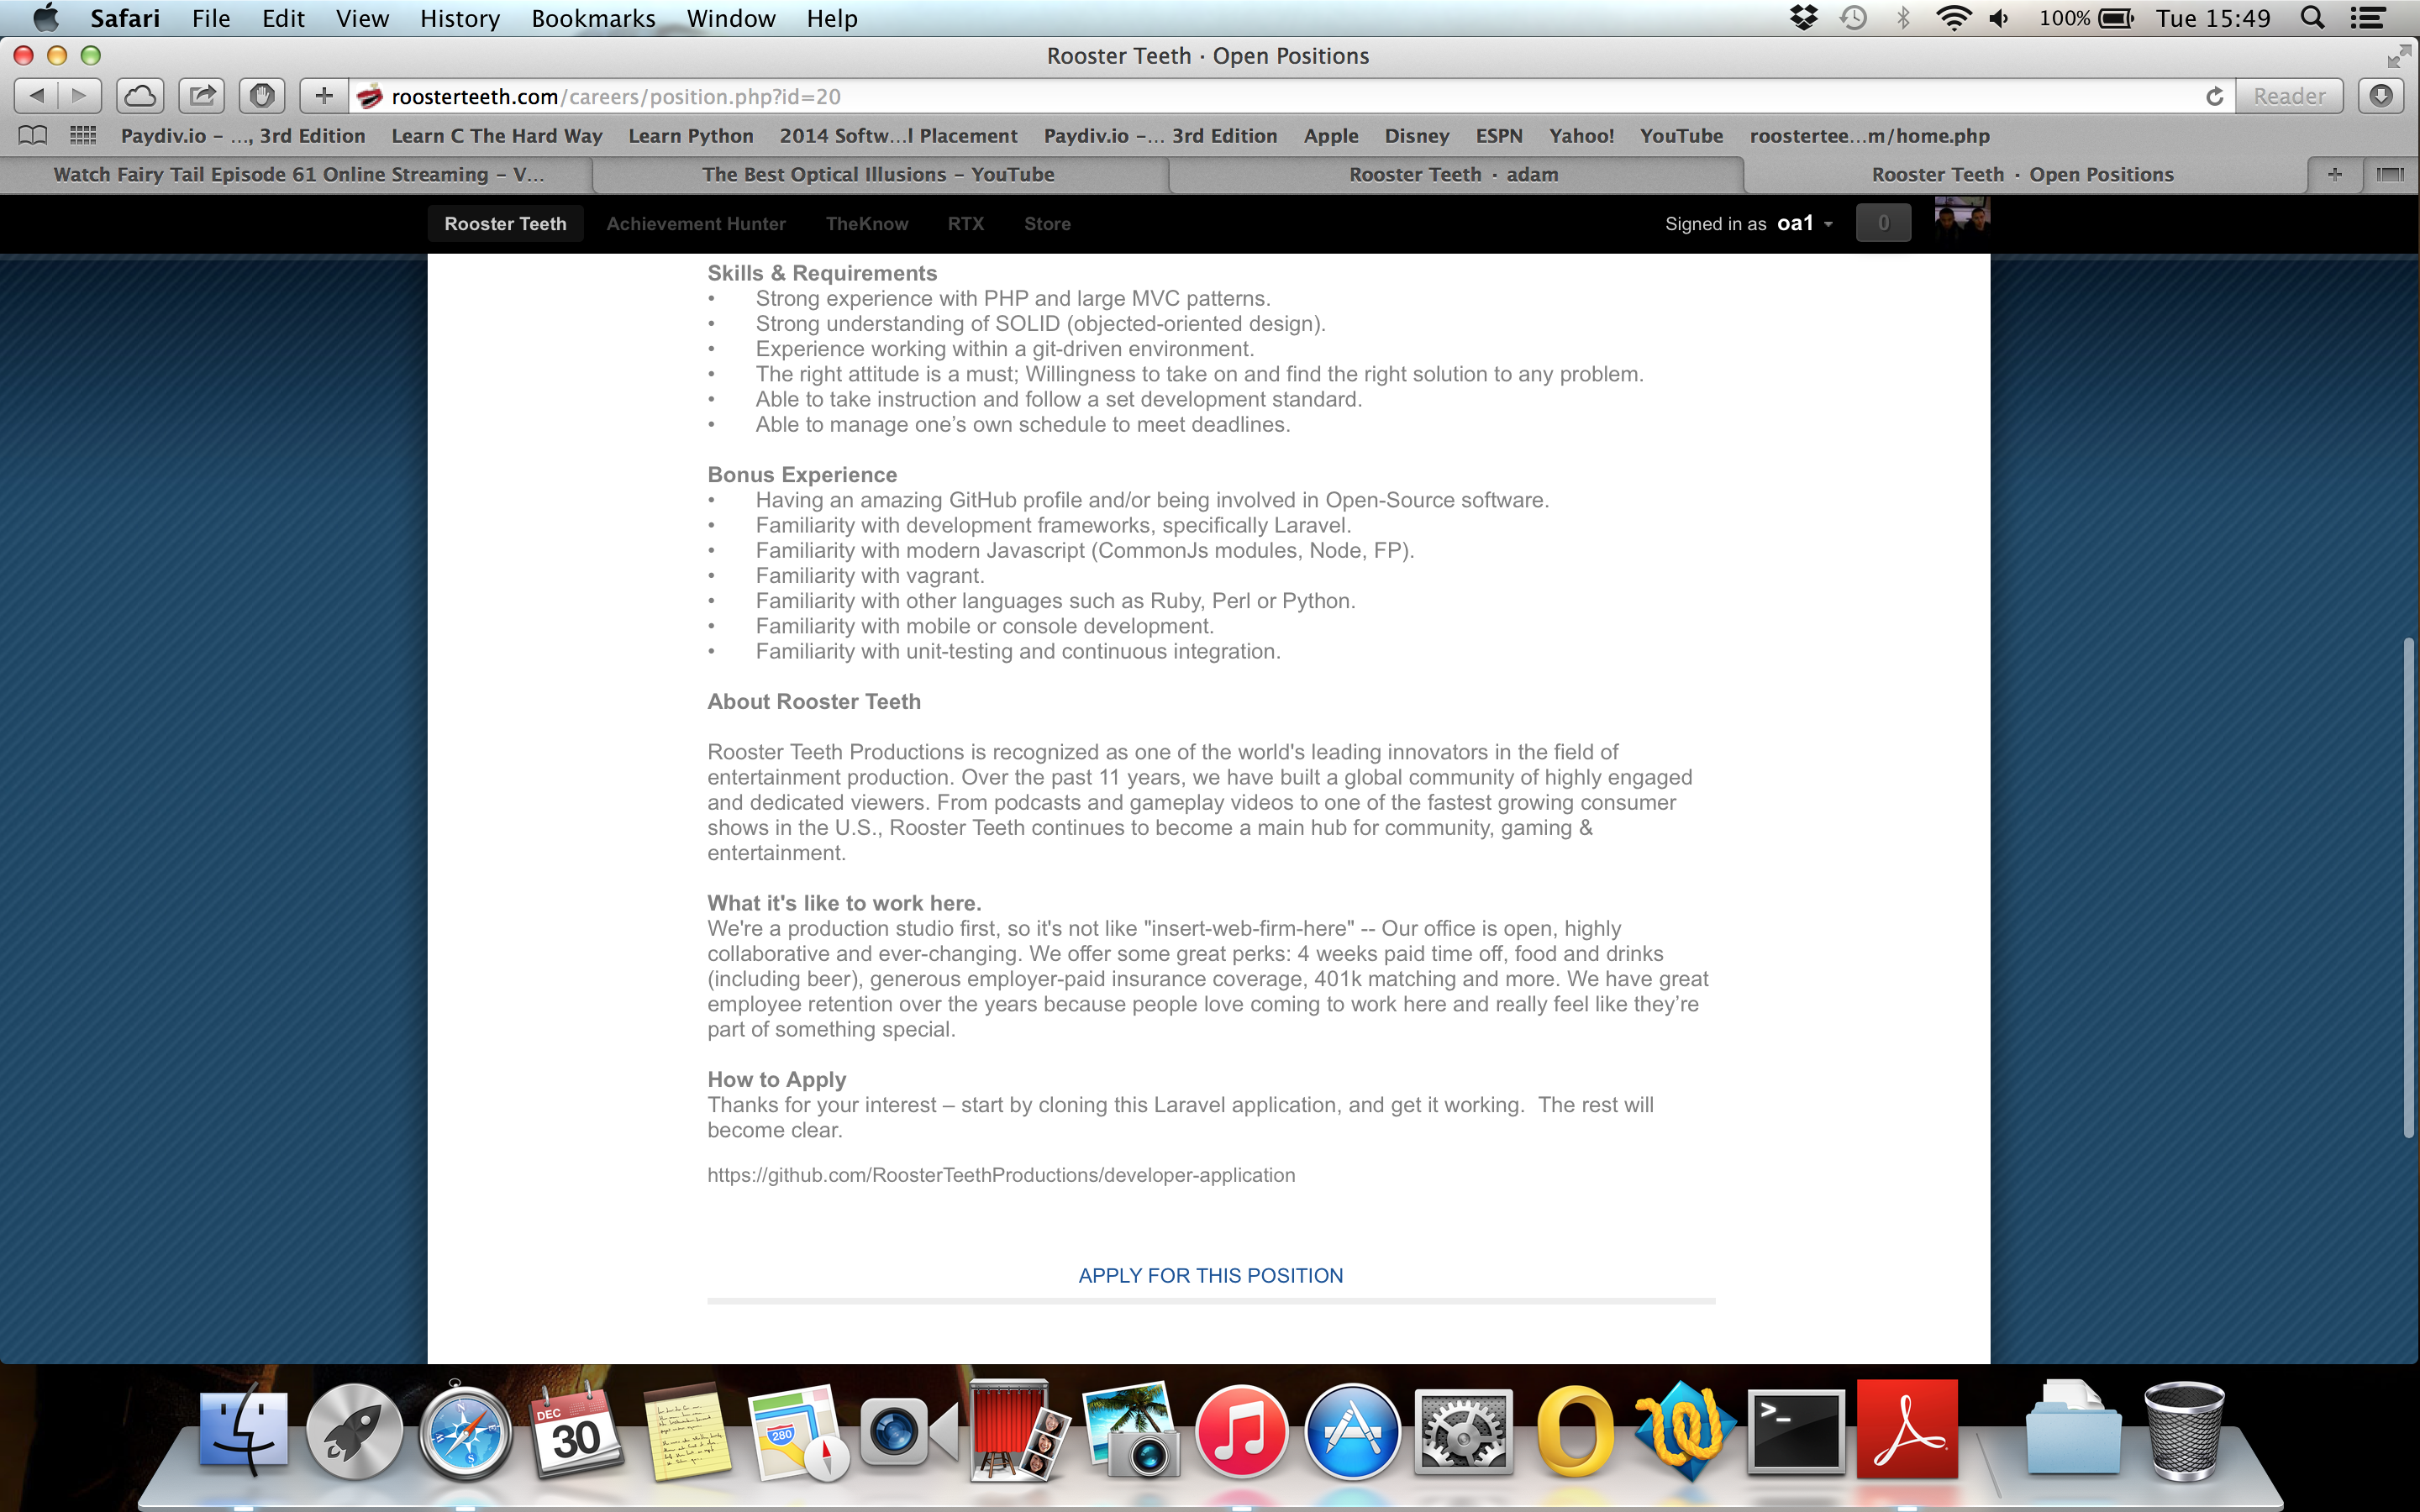 Safari File Edit View History Bookmarks Window Help 100% Tue 15:49
Rooster Teeth · Open Positions
roosterteeth.com/careers/position.php?id=20 Reader
Paydiv.io – ..., 3rd Edition Learn C The Hard Way Learn Python 2014 Softw...l Placement Paydiv.io –... 3rd Edition Apple Disney ESPN Yahoo! YouTube roostertee...m/home.php
Watch Fairy Tail Episode 61 Online Streaming – V... The Best Optical Illusions – YouTube Rooster Teeth · adam Rooster Teeth · Open Positions
Rooster Teeth Achievement Hunter TheKnow RTX Store Signed in as oa1 0
Skills & Requirements
• Strong experience with PHP and large MVC patterns.
• Strong understanding of SOLID (objected-oriented design).
• Experience working within a git-driven environment.
• The right attitude is a must; Willingness to take on and find the right solution to any problem.
• Able to take instruction and follow a set development standard.
• Able to manage one’s own schedule to meet deadlines.
Bonus Experience
• Having an amazing GitHub profile and/or being involved in Open-Source software.
• Familiarity with development frameworks, specifically Laravel.
• Familiarity with modern Javascript (CommonJs modules, Node, FP).
• Familiarity with vagrant.
• Familiarity with other languages such as Ruby, Perl or Python.
• Familiarity with mobile or console development.
• Familiarity with unit-testing and continuous integration.
About Rooster Teeth
Rooster Teeth Productions is recognized as one of the world's leading innovators in the field of
entertainment production. Over the past 11 years, we have built a global community of highly engaged
and dedicated viewers. From podcasts and gameplay videos to one of the fastest growing consumer
shows in the U.S., Rooster Teeth continues to become a main hub for community, gaming &
entertainment.
What it's like to work here.
We're a production studio first, so it's not like "insert-web-firm-here" -- Our office is open, highly
collaborative and ever-changing. We offer some great perks: 4 weeks paid time off, food and drinks
(including beer), generous employer-paid insurance coverage, 401k matching and more. We have great
employee retention over the years because people love coming to work here and really feel like they’re
part of something special.
How to Apply
Thanks for your interest – start by cloning this Laravel application, and get it working.  The rest will
become clear.
https://github.com/RoosterTeethProductions/developer-application
APPLY FOR THIS POSITION
DEC
30
280
>_